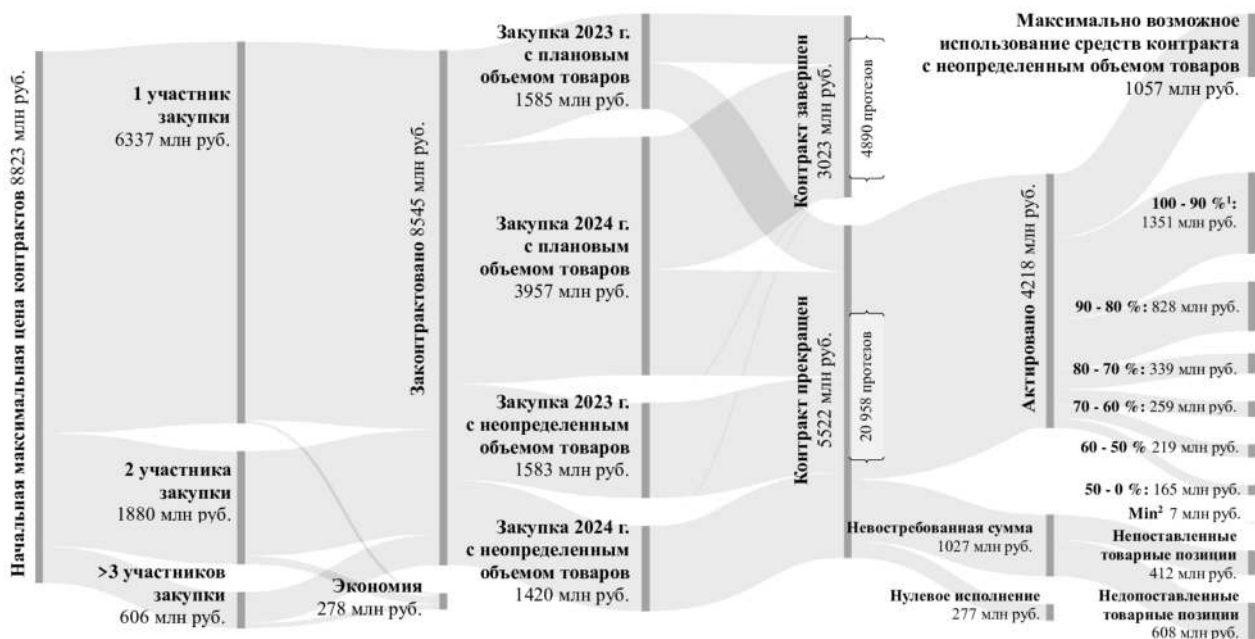 Начальная максимальная цена контрактов 8823 млн руб.
1 участник
закупки
6337 млн руб.
2 участника
закупки
1880 млн руб.
>3 участников
закупки
606 млн руб.
Экономия
278 млн руб.
Законтрактовано 8545 млн руб.
Закупка 2023 г.
с плановым
объемом товаров
1585 млн руб.
Закупка 2024 г.
с плановым
объемом товаров
3957 млн руб.
Закупка 2023 г.
с неопределенным
объемом товаров
1583 млн руб.
Закупка 2024 г.
с неопределенным
объемом товаров
1420 млн руб.
Контракт завершен
3023 млн руб.
4890 протезов
Контракт прекращен
5522 млн руб.
20 958 протезов
Невостребованная сумма
1027 млн руб.
Нулевое исполнение
277 млн руб.
Актировано 4218 млн руб.
Максимально возможное
использование средств контракта
с неопределенным объемом товаров
1057 млн руб.
100 - 90 %¹:
1351 млн руб.
90 - 80 %: 828 млн руб.
80 - 70 %: 339 млн руб.
70 - 60 %: 259 млн руб.
60 - 50 % 219 млн руб.
50 - 0 %: 165 млн руб.
Min² 7 млн руб.
Непоставленные
товарные позиции
412 млн руб.
Недопоставленные
товарные позиции
608 млн руб.